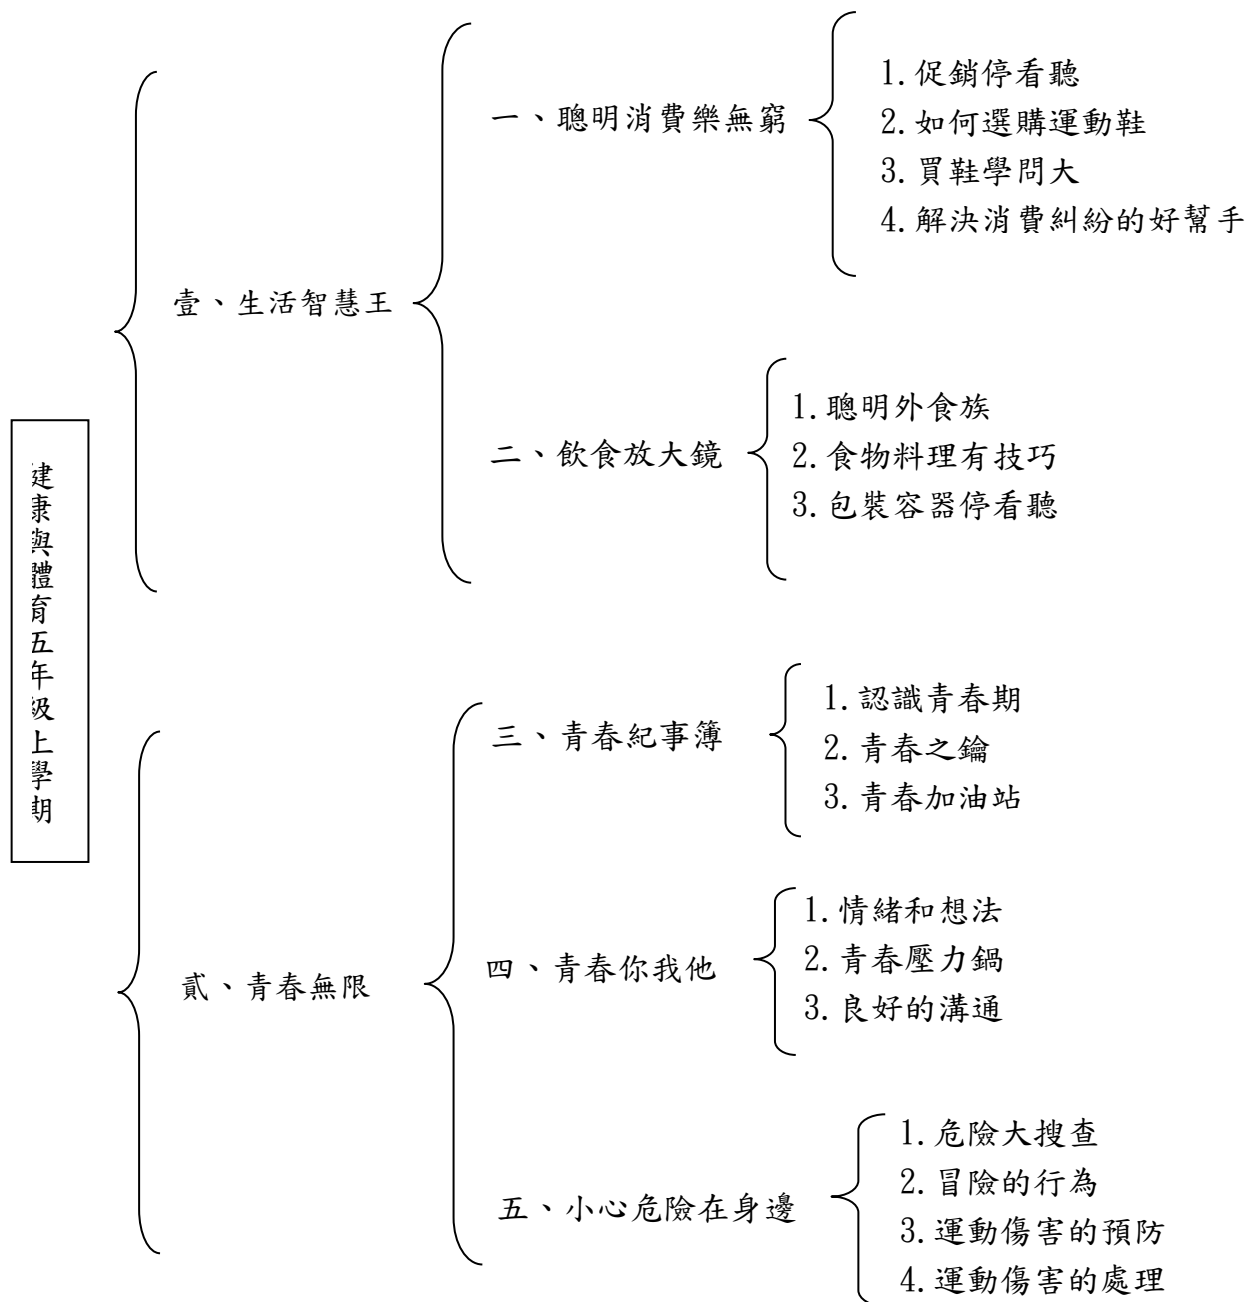 健康與體育五年級上學期
壹、生活智慧王
一、聰明消費樂無窮
1.促銷停看聽
2.如何選購運動鞋
3.買鞋學問大
4.解決消費糾紛的好幫手
二、飲食放大鏡
1.聰明外食族
2.食物料理有技巧
3.包裝容器停看聽
貳、青春無限
三、青春紀事簿
1.認識青春期
2.青春之鑰
3.青春加油站
四、青春你我他
1.情緒和想法
2.青春壓力鍋
3.良好的溝通
五、小心危險在身邊
1.危險大搜查
2.冒險的行為
3.運動傷害的預防
4.運動傷害的處理